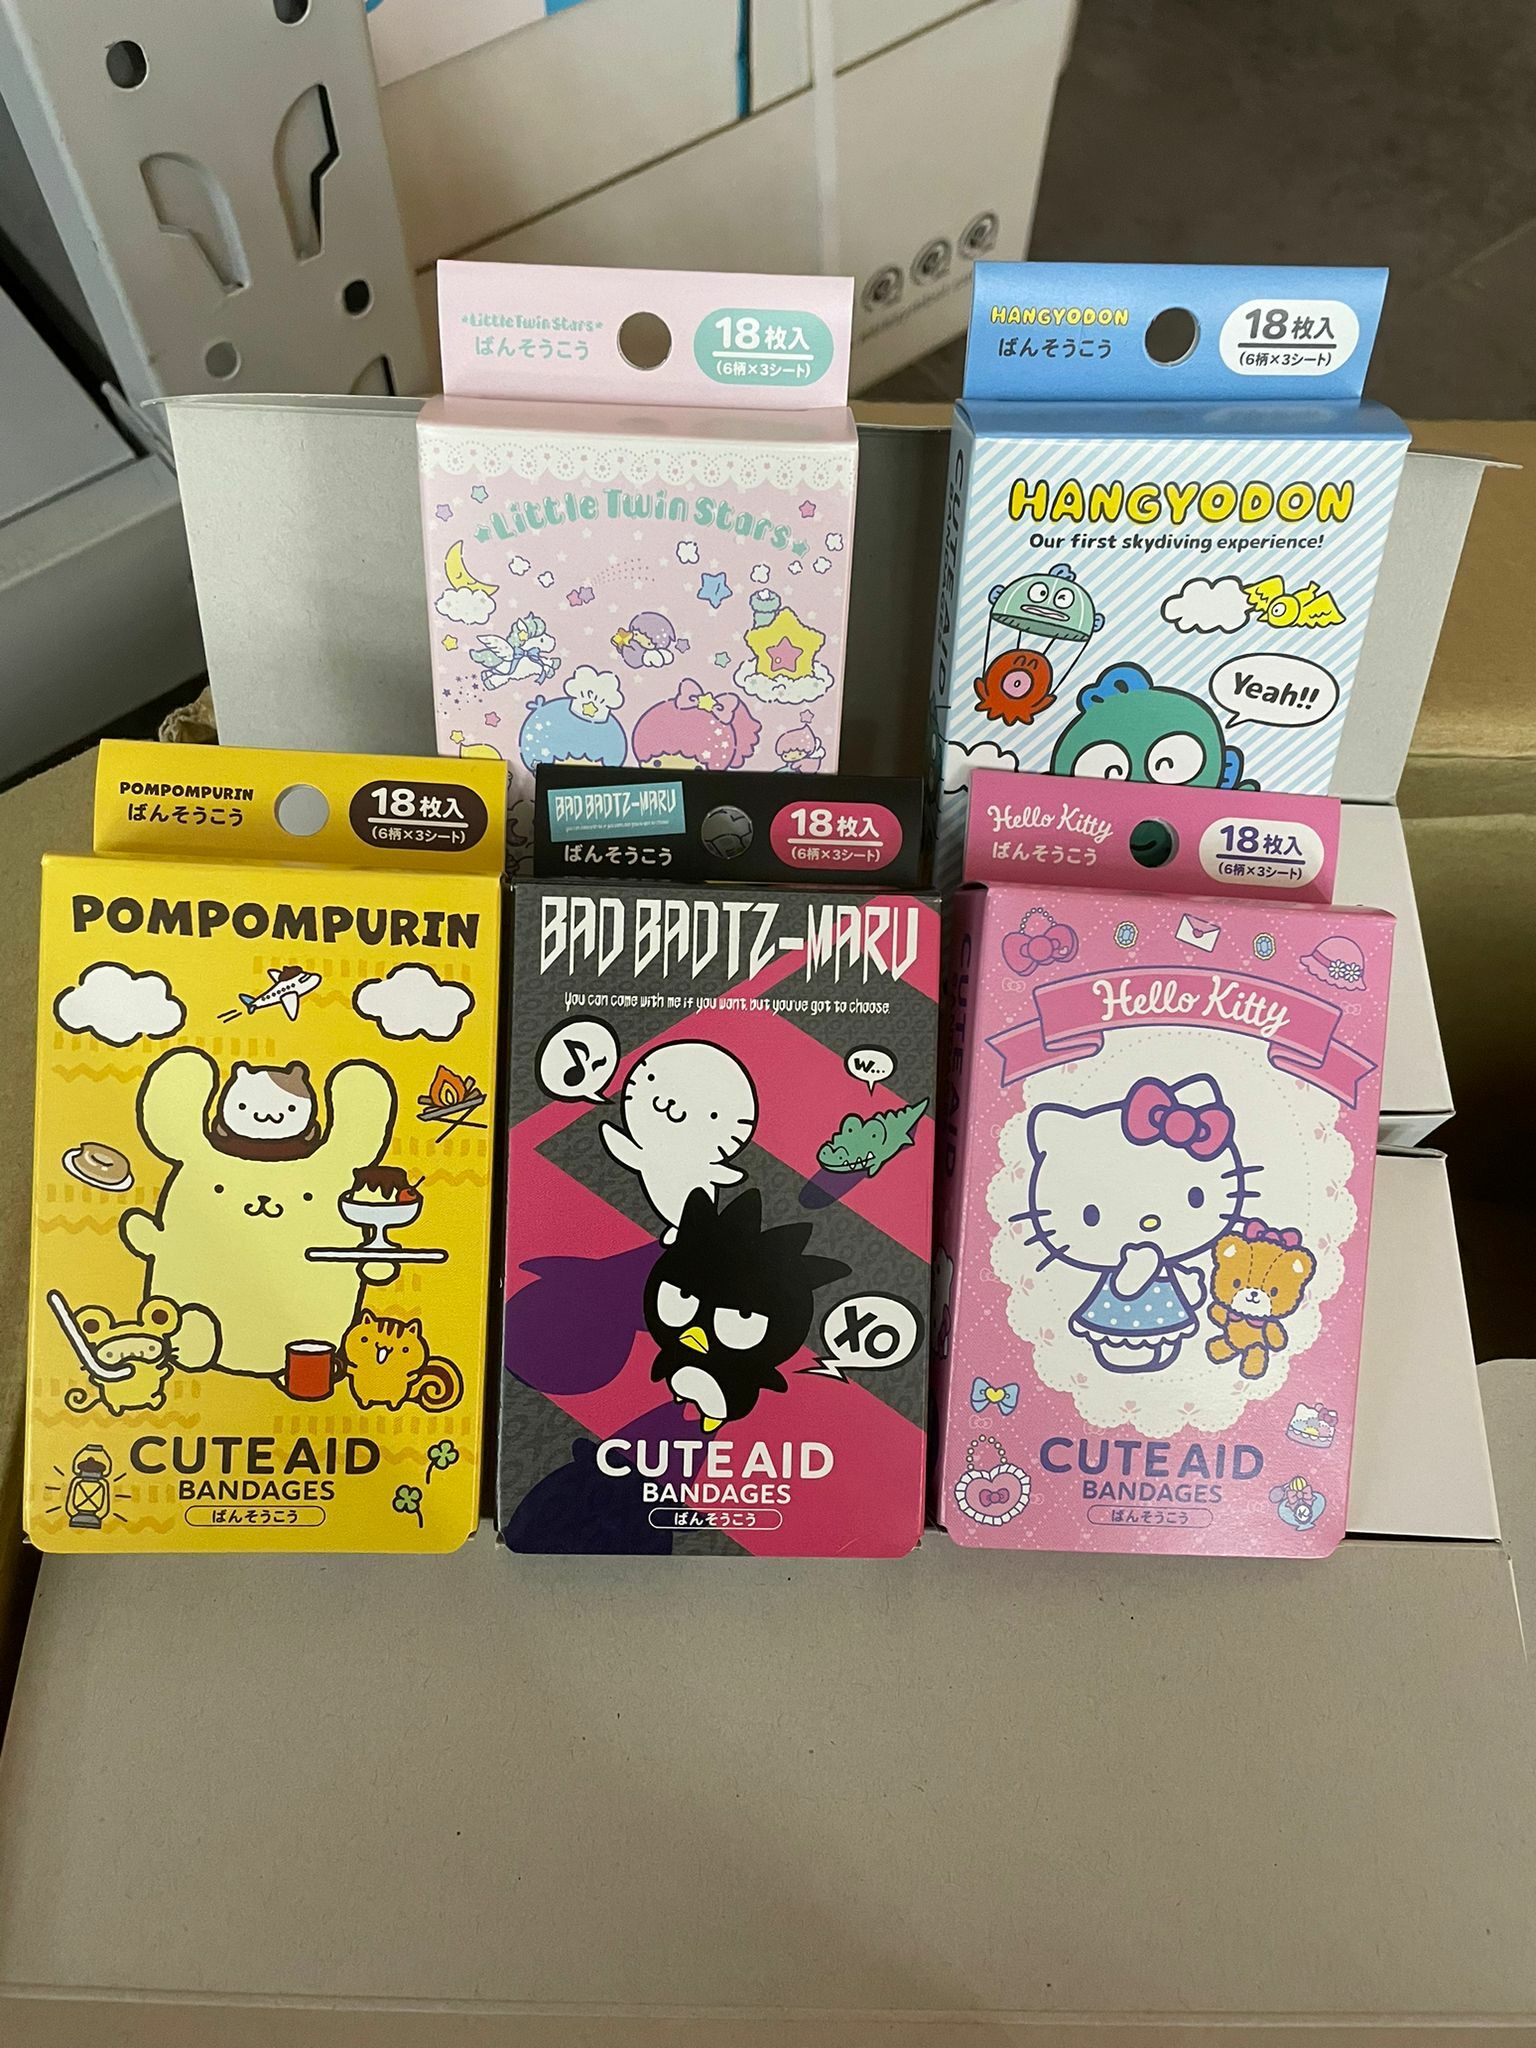 LittleTwinStars
ばんそうこう
18枚入
(6柄×3シート)
Little Twin Stars
HANGYODON
ばんそうこう
18枚入
(6柄×3シート)
HANGYODON
Our first skydiving experience!
Yeah!!
CUTE AID
POMPOMPURIN
ばんそうこう
18枚入
(6柄×3シート)
POMPOMPURIN
CUTE AID
BANDAGES
ばんそうこう
BAD BADTZ-MARU
ばんそうこう
18枚入
(6柄×3シート)
BAD BADTZ-MARU
You can come with me if you want, but you've got to choose.
w...
XO
CUTE AID
BANDAGES
ばんそうこう
Hello Kitty
ばんそうこう
18枚入
(6柄×3シート)
Hello Kitty
CUTE AID
CUTE AID
BANDAGES
ばんそうこう